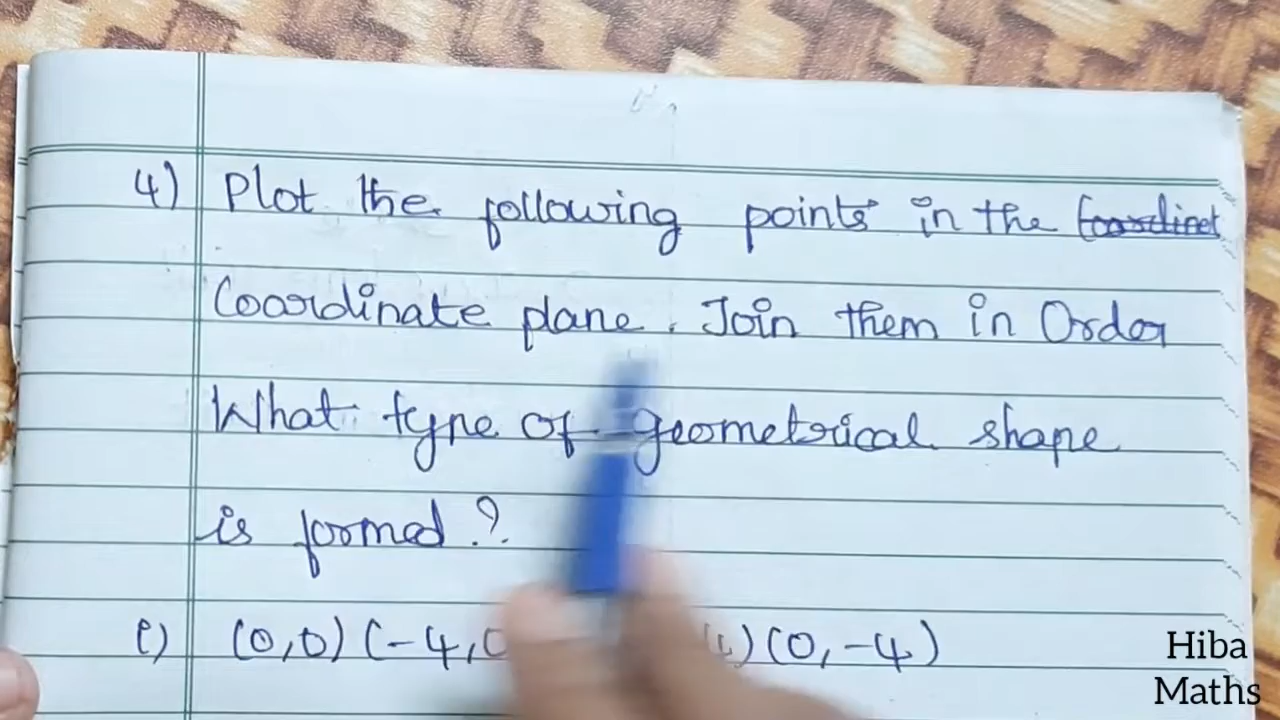 4) Plot the following points in the
Coordinate plane. Join them in Order
What type of geometrical shape
is formed?
(0,0) (-4, (0,-4)
Hiba
Maths